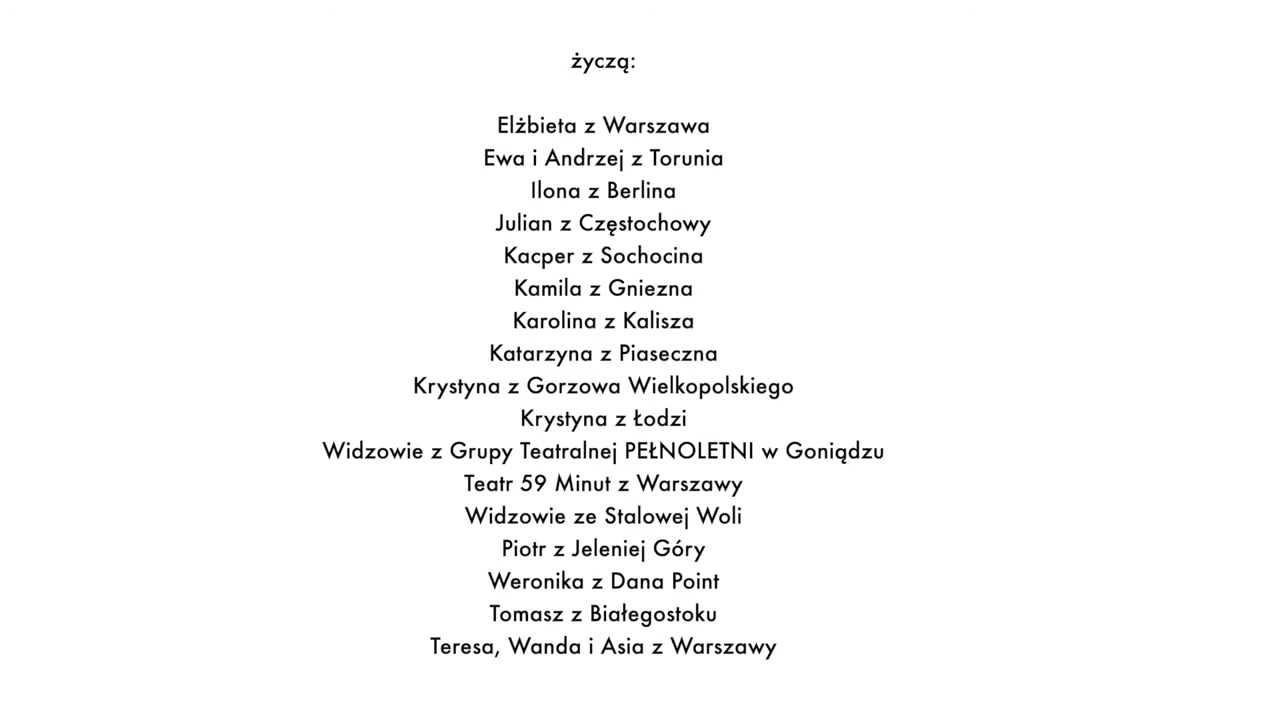 życzą:
Elżbieta z Warszawa
Ewa i Andrzej z Torunia
Ilona z Berlina
Julian z Częstochowy
Kacper z Sochocina
Kamila z Gniezna
Karolina z Kalisza
Katarzyna z Piaseczna
Krystyna z Gorzowa Wielkopolskiego
Krystyna z Łodzi
Widzowie z Grupy Teatralnej PEŁNOLETNI w Goniądzu
Teatr 59 Minut z Warszawy
Widzowie ze Stalowej Woli
Piotr z Jeleniej Góry
Weronika z Dana Point
Tomasz z Białegostoku
Teresa, Wanda i Asia z Warszawy